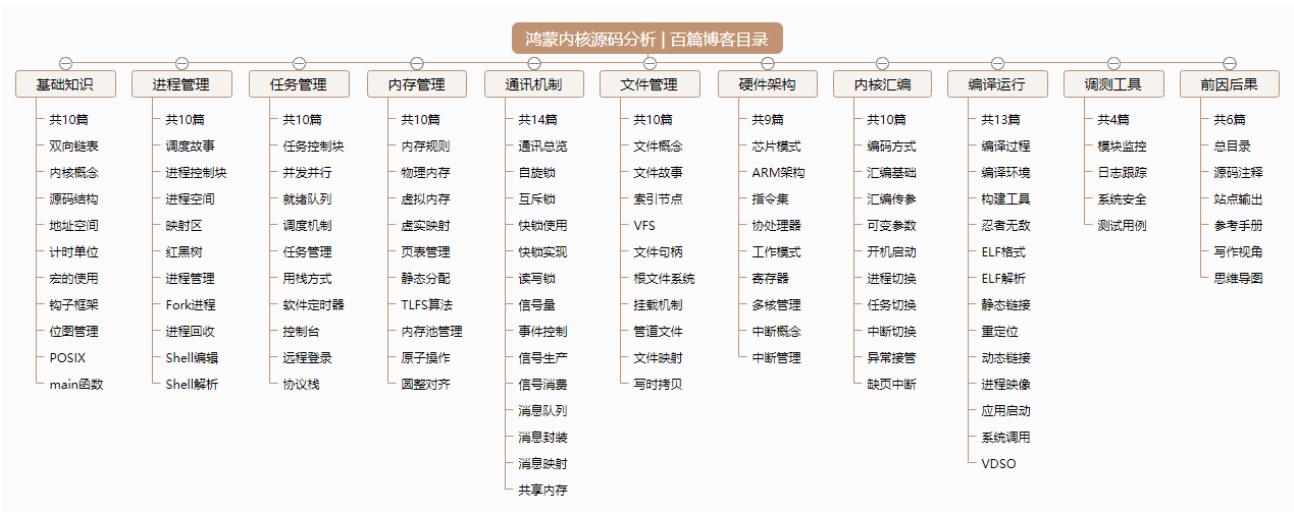 鸿蒙内核源码分析 | 百篇博客目录
基础知识
共10篇
双向链表
内核概念
源码结构
地址空间
计时单位
宏的使用
钩子框架
位图管理
POSIX
main函数
进程管理
共10篇
调度故事
进程控制块
进程空间
映射区
红黑树
进程管理
Fork进程
进程回收
Shell编辑
Shell解析
任务管理
共10篇
任务控制块
并发并行
就绪队列
调度机制
任务管理
用栈方式
软件定时器
控制台
远程登录
协议栈
内存管理
共10篇
内存规则
物理内存
虚拟内存
虚实映射
页表管理
静态分配
TLFS算法
内存池管理
原子操作
圆整对齐
通讯机制
共14篇
通讯总览
自旋锁
互斥锁
快锁使用
快锁实现
读写锁
信号量
事件控制
信号生产
信号消费
消息队列
消息封装
消息映射
共享内存
文件管理
共10篇
文件概念
文件故事
索引节点
VFS
文件句柄
根文件系统
挂载机制
管道文件
文件映射
写时拷贝
硬件架构
共9篇
芯片模式
ARM架构
指令集
协处理器
工作模式
寄存器
多核管理
中断概念
中断管理
内核汇编
共10篇
编码方式
汇编基础
汇编传参
可变参数
开机启动
进程切换
任务切换
中断切换
异常接管
缺页中断
编译运行
共13篇
编译过程
编译环境
构建工具
忍者无敌
ELF格式
ELF解析
静态链接
重定位
动态链接
进程映像
应用启动
系统调用
VDSO
调测工具
共4篇
模块监控
日志跟踪
系统安全
测试用例
前因后果
共6篇
总目录
源码注释
站点输出
参考手册
写作视角
思维导图